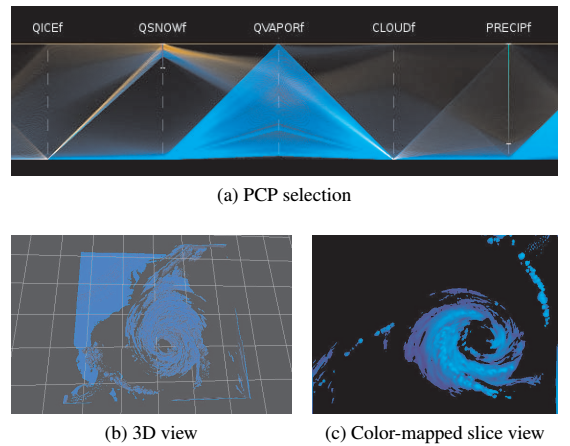 QICEf QSNOWf QVAPORf CLOUDf PRECIPf
(a) PCP selection
(b) 3D view (c) Color-mapped slice view